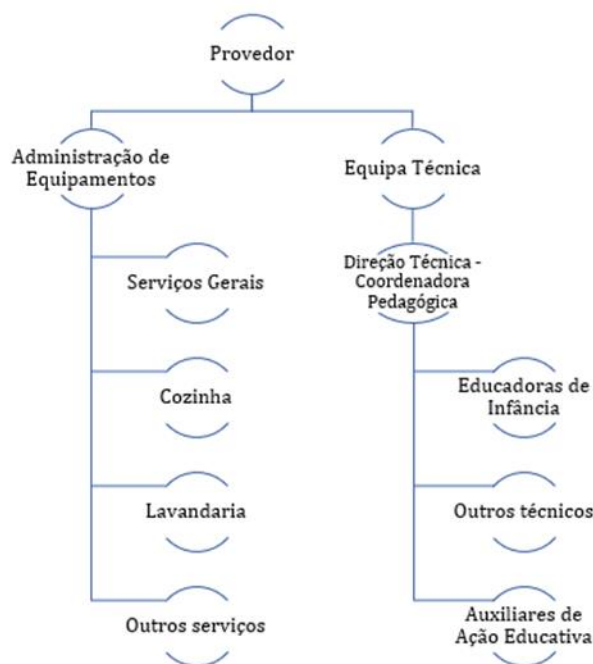 Provedor
Administração de
Equipamentos
Equipa Técnica
Serviços Gerais
Direção Técnica -
Coordenadora
Pedagógica
Cozinha
Educadoras de
Infância
Lavandaria
Outros técnicos
Outros serviços
Auxiliares de
Ação Educativa